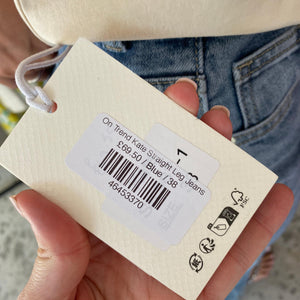 On Trend Kate Straight Leg Jeans
£69.50 / Blue / 38
46453370